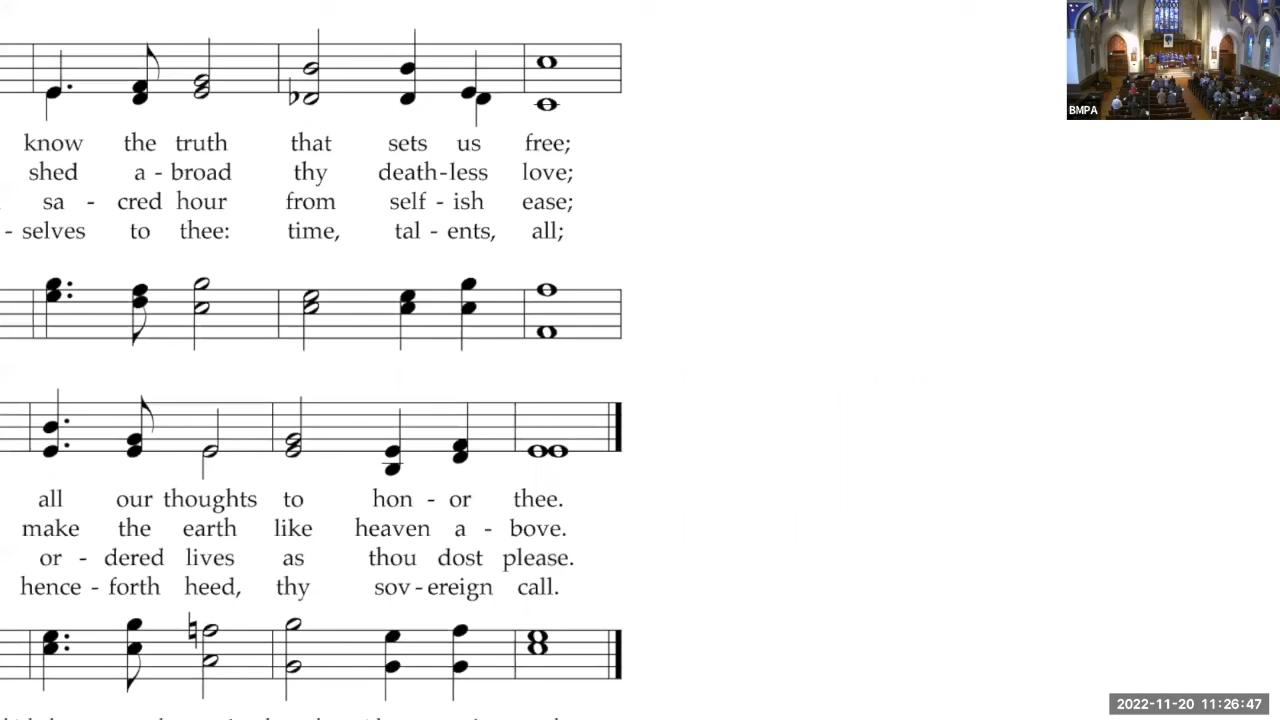 BMPA
know the truth that sets us free;
shed a - broad thy death - less love;
sa - cred hour from self - ish ease;
- selves to thee: time, tal - ents, all;
all our thoughts to hon - or thee.
make the earth like heaven a - bove.
or - dered lives as thou dost please.
hence - forth heed, thy sov - ereign call.
2022-11-20 11:26:47